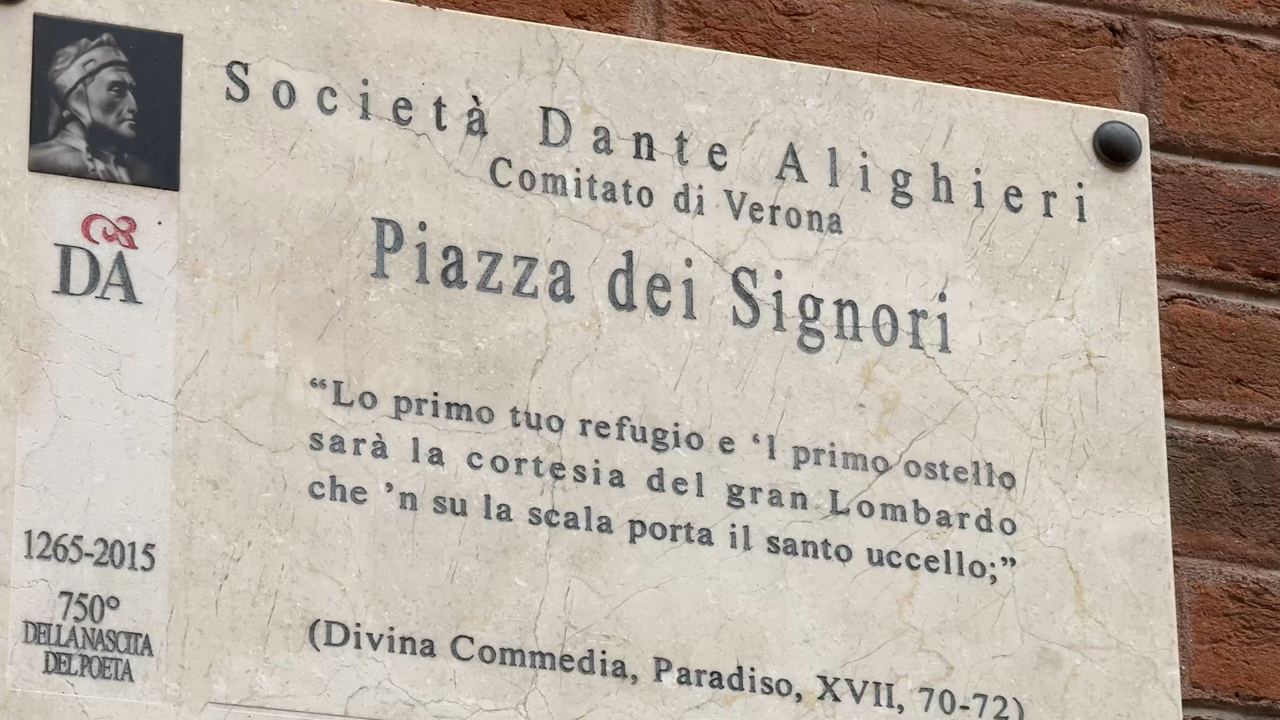 Società Dante Alighieri
Comitato di Verona
Piazza dei Signori
“Lo primo tuo refugio e ‘l primo ostello
sarà la cortesia del gran Lombardo
che ’n su la scala porta il santo uccello;”
(Divina Commedia, Paradiso, XVII, 70-72)
DA
1265-2015
750°
DELLA NASCITA
DEL POETA